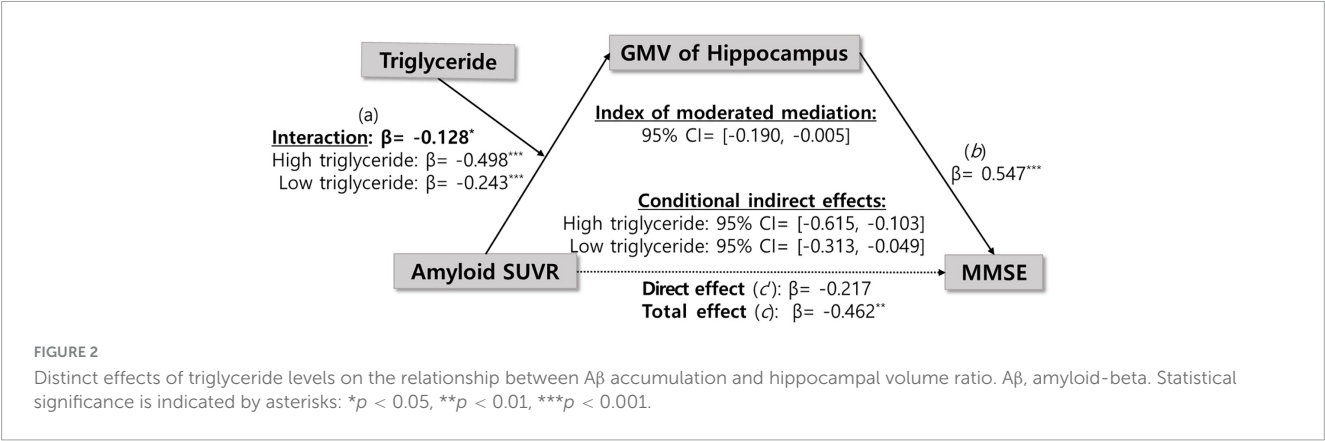 Triglyceride
GMV of Hippocampus
(a)
Interaction: β= -0.128*
High triglyceride: β= -0.498***
Low triglyceride: β= -0.243***
Index of moderated mediation:
95% CI= [-0.190, -0.005]
(b)
β= 0.547***
Conditional indirect effects:
High triglyceride: 95% CI= [-0.615, -0.103]
Low triglyceride: 95% CI= [-0.313, -0.049]
Amyloid SUVR
MMSE
Direct effect (c'): β= -0.217
Total effect (c): β= -0.462**
FIGURE 2
Distinct effects of triglyceride levels on the relationship between Aβ accumulation and hippocampal volume ratio. Aβ, amyloid-beta. Statistical
significance is indicated by asterisks: *p < 0.05, **p < 0.01, ***p < 0.001.